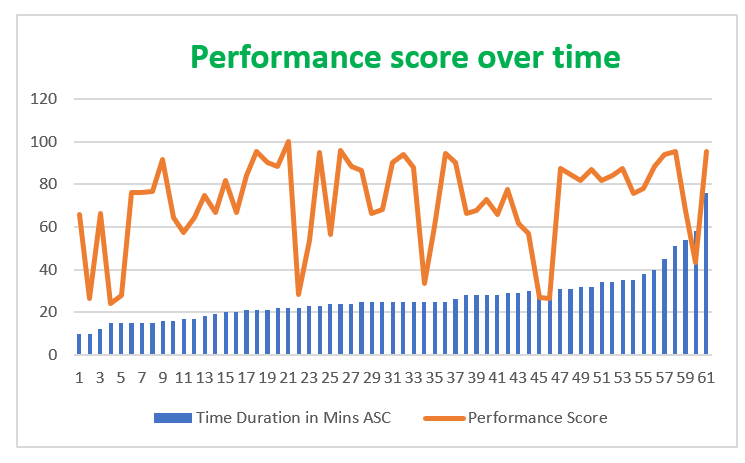 Performance score over time
120
100
80
60
40
20
0
1 3 5 7 9 11 13 15 17 19 21 23 25 27 29 31 33 35 37 39 41 43 45 47 49 51 53 55 57 59 61
Time Duration in Mins ASC Performance Score